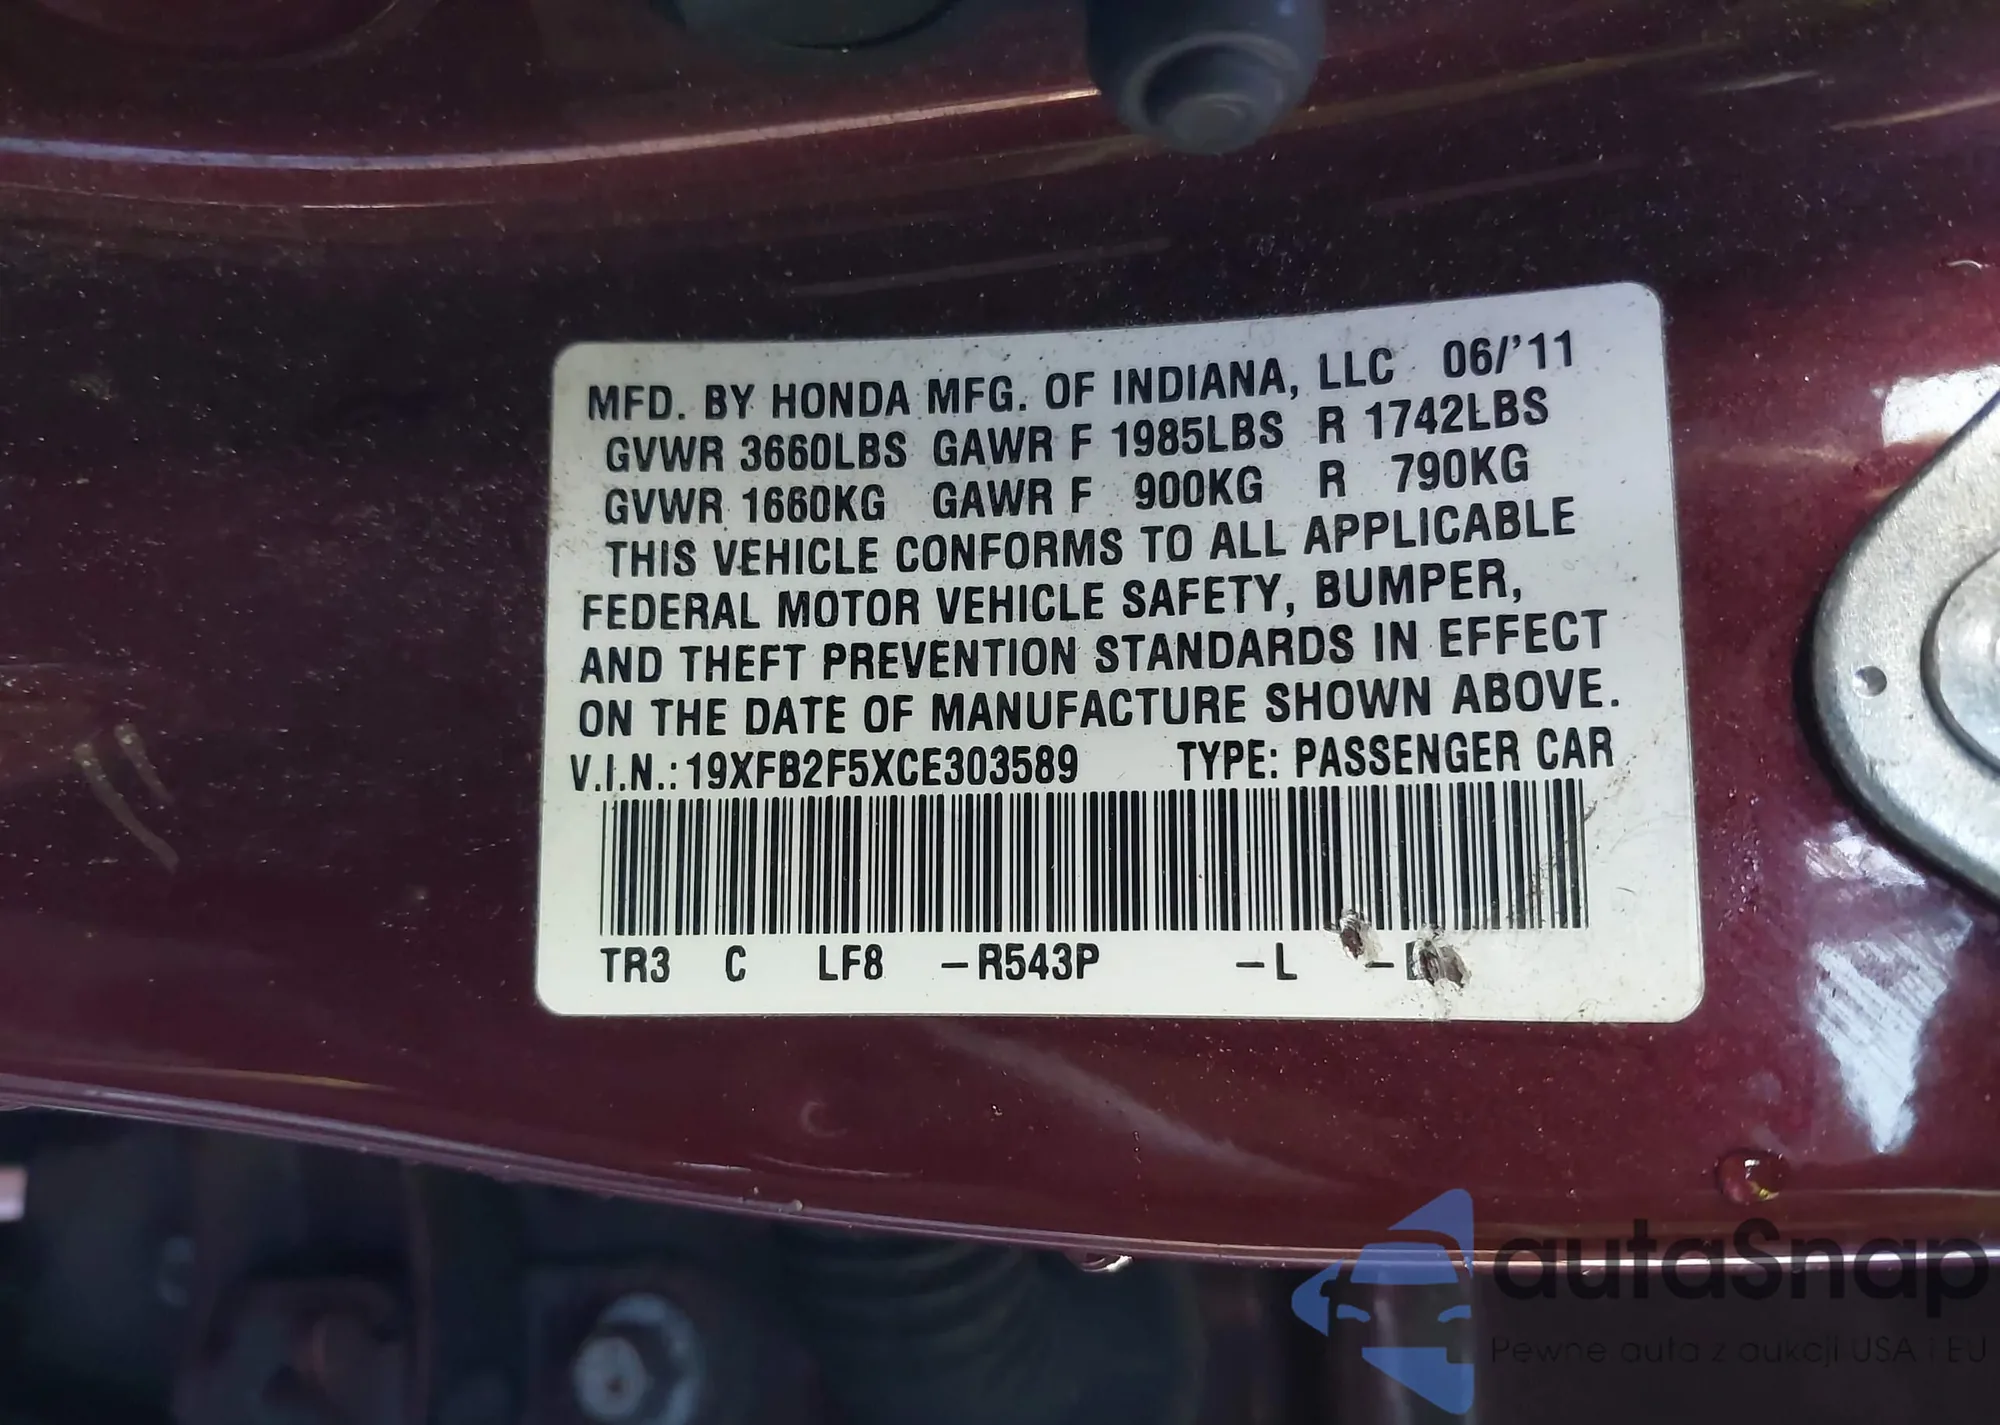 MFD. BY HONDA MFG. OF INDIANA, LLC 06/'11
GVWR 3660LBS GAWR F 1985LBS R 1742LBS
GVWR 1660KG GAWR F 900KG R 790KG
THIS VEHICLE CONFORMS TO ALL APPLICABLE
FEDERAL MOTOR VEHICLE SAFETY, BUMPER,
AND THEFT PREVENTION STANDARDS IN EFFECT
ON THE DATE OF MANUFACTURE SHOWN ABOVE.
V.I.N.: 19XFB2F5XCE303589 TYPE: PASSENGER CAR
TR3 C LF8 -R543P -L -
autaSnap
Pewne auta z aukcji USA i EU